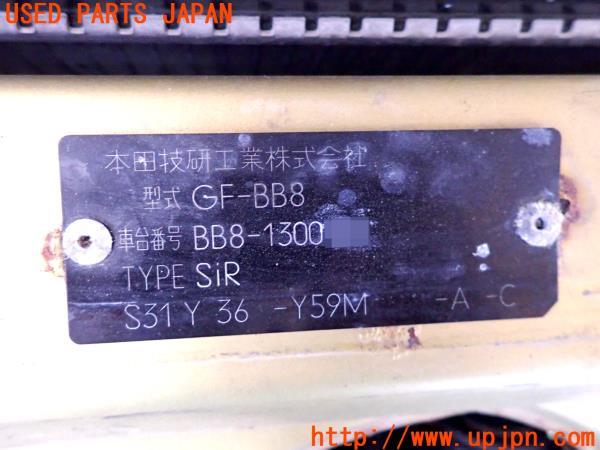 USED PARTS JAPAN
本田技研工業株式会社
型式 GF-BB8
車台番号 BB8-1300
TYPE SiR
S31 Y 36 -Y59M -A -C
http://www.upjpn.com/